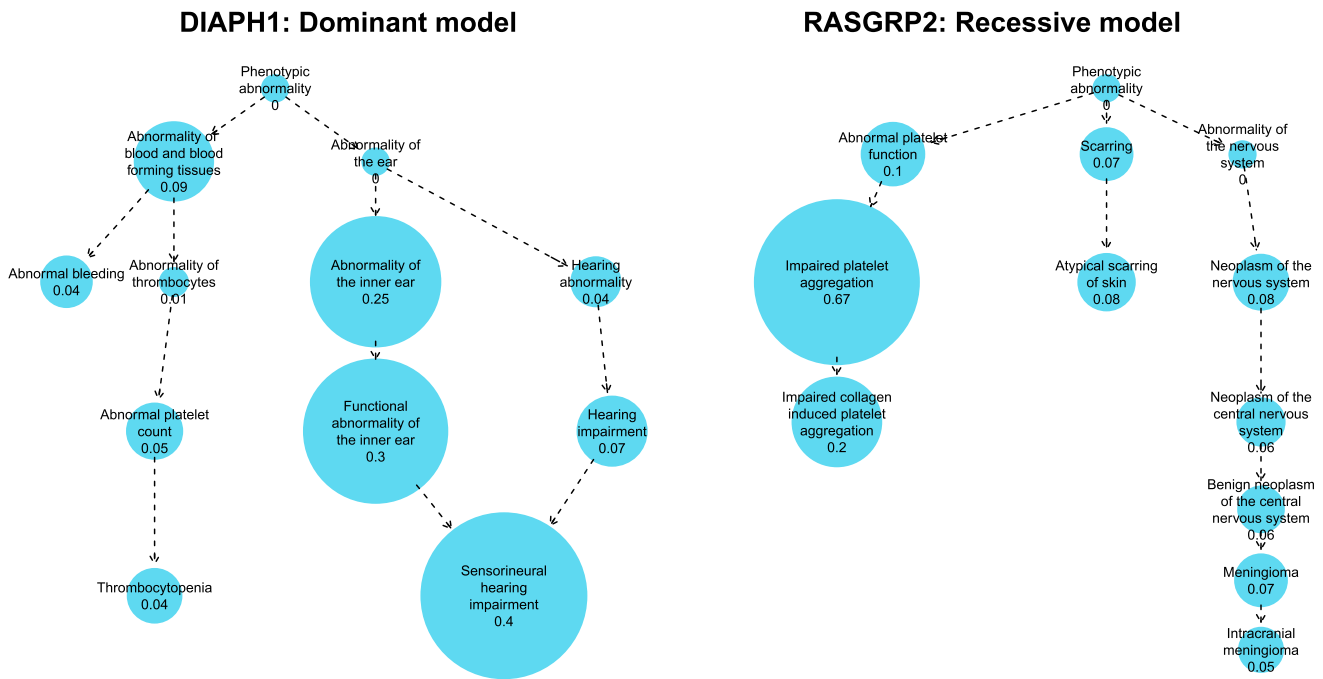 DIAPH1: Dominant model
Phenotypic
abnormality
0
Abnormality of
blood and blood
forming tissues
0.09
Abnormality of
the ear
0
Abnormal bleeding
0.04
Abnormality of
thrombocytes
0.01
Abnormality of
the inner ear
0.25
Hearing
abnormality
0.04
Abnormal platelet
count
0.05
Functional
abnormality of
the inner ear
0.3
Hearing
impairment
0.07
Thrombocytopenia
0.04
Sensorineural
hearing
impairment
0.4
RASGRP2: Recessive model
Phenotypic
abnormality
0
Abnormal platelet
function
0.1
Scarring
0.07
Abnormality of
the nervous
system
0
Impaired platelet
aggregation
0.67
Atypical scarring
of skin
0.08
Neoplasm of the
nervous system
0.08
Impaired collagen
induced platelet
aggregation
0.2
Neoplasm of the
central nervous
system
0.06
Benign neoplasm
of the central
nervous system
0.06
Meningioma
0.07
Intracranial
meningioma
0.05